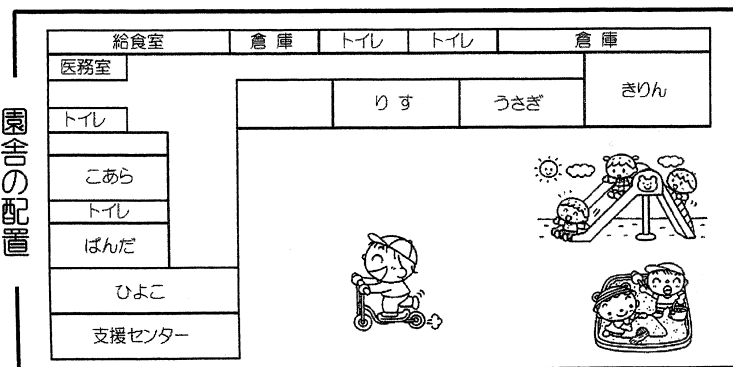 園舎の配置
給食室
倉庫
トイレ
トイレ
倉庫
医務室
きりん
りす
うさぎ
トイレ
こあら
トイレ
ぱんだ
ひよこ
支援センター